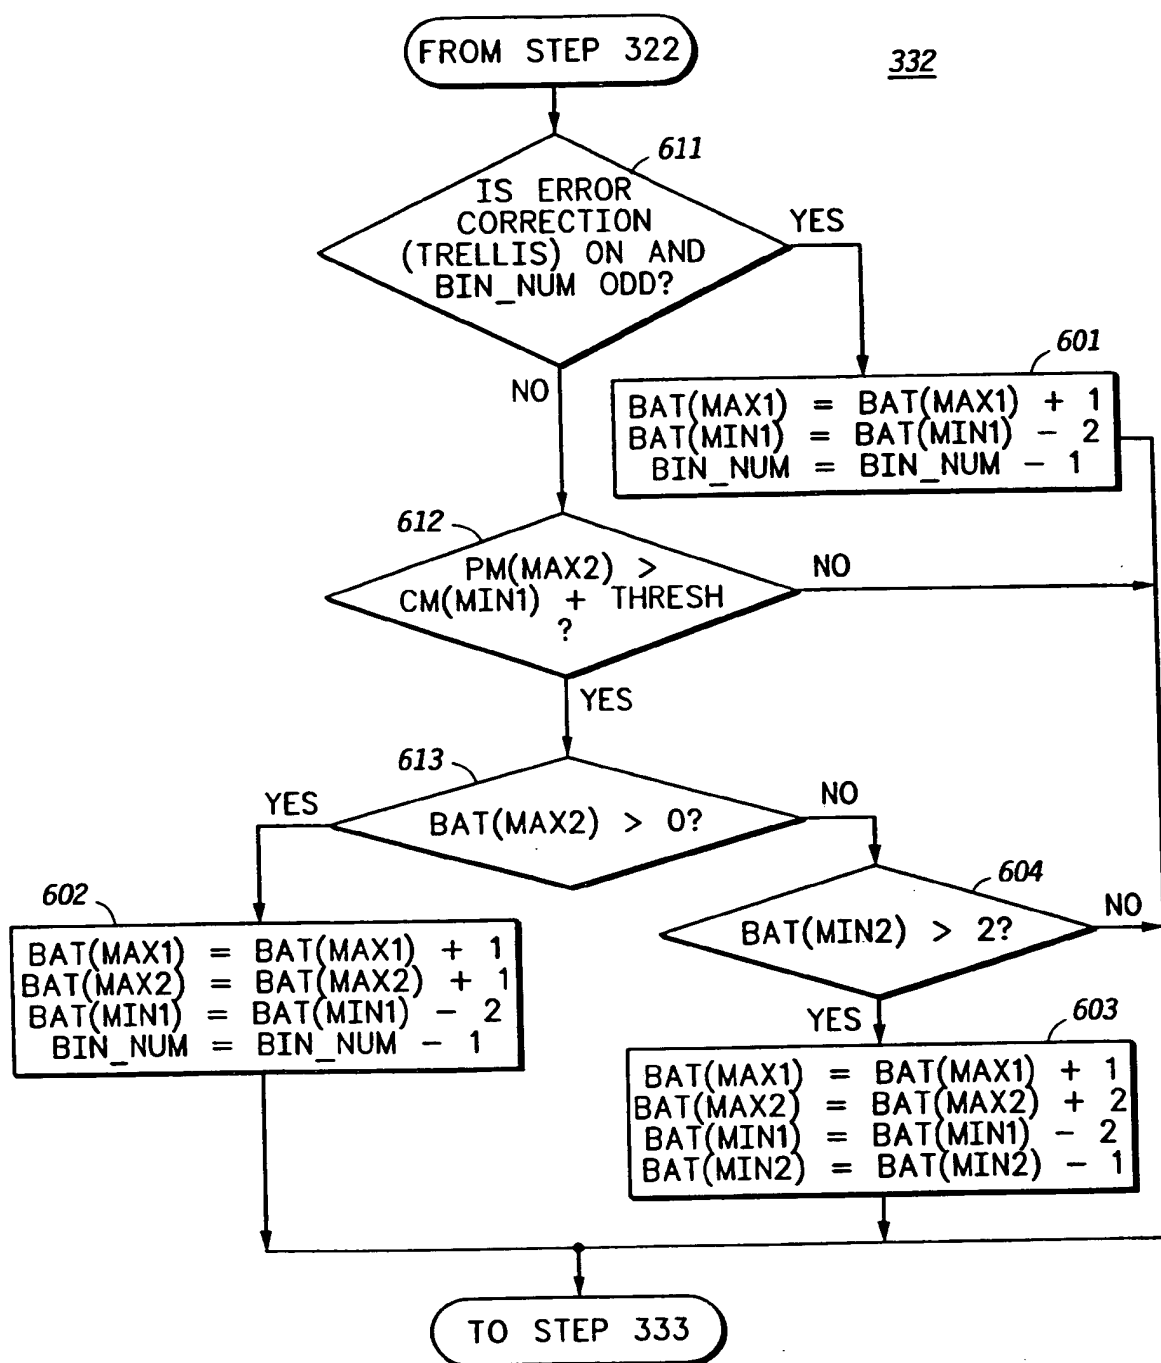 FROM STEP 322
332
611
IS ERROR
CORRECTION
(TRELLIS) ON AND
BIN_NUM ODD?
YES
NO
601
BAT(MAX1) = BAT(MAX1) + 1
BAT(MIN1) = BAT(MIN1) - 2
BIN_NUM = BIN_NUM - 1
612
PM(MAX2) >
CM(MIN1) + THRESH
?
NO
YES
613
BAT(MAX2) > 0?
YES
NO
604
BAT(MIN2) > 2?
NO
YES
602
BAT(MAX1) = BAT(MAX1) + 1
BAT(MAX2) = BAT(MAX2) + 1
BAT(MIN1) = BAT(MIN1) - 2
BIN_NUM = BIN_NUM - 1
603
BAT(MAX1) = BAT(MAX1) + 1
BAT(MAX2) = BAT(MAX2) + 2
BAT(MIN1) = BAT(MIN1) - 2
BAT(MIN2) = BAT(MIN2) - 1
TO STEP 333